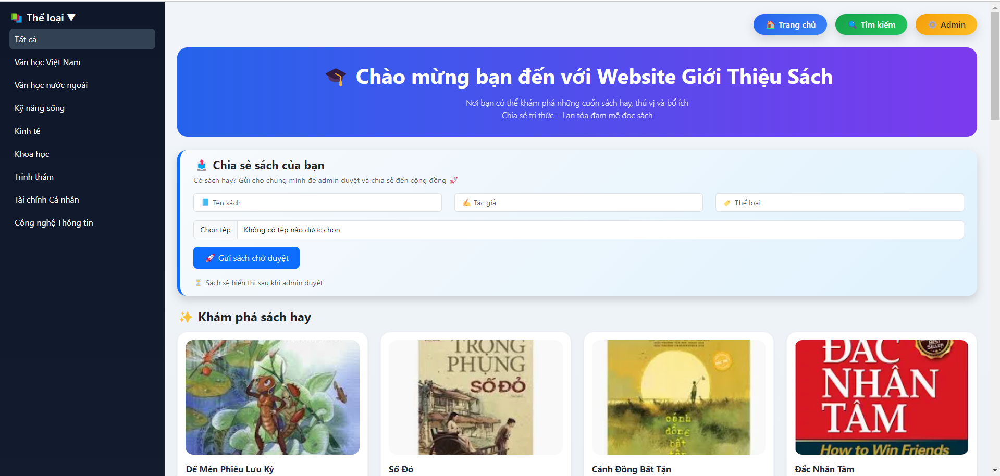 Thể loại ▼
Tất cả
Văn học Việt Nam
Văn học nước ngoài
Kỹ năng sống
Kinh tế
Khoa học
Trinh thám
Tài chính Cá nhân
Công nghệ Thông tin
Trang chủ
Tìm kiếm
Admin
Chào mừng bạn đến với Website Giới Thiệu Sách
Nơi bạn có thể khám phá những cuốn sách hay, thú vị và bổ ích
Chia sẻ tri thức – Lan tỏa đam mê đọc sách
Chia sẻ sách của bạn
Có sách hay? Gửi cho chúng mình để admin duyệt và chia sẻ đến cộng đồng 🚀
Tên sách
Tác giả
Thể loại
Chọn tệp Không có tệp nào được chọn
🚀 Gửi sách chờ duyệt
⏳ Sách sẽ hiển thị sau khi admin duyệt
✨ Khám phá sách hay
TRỌNG
PHỤNG
SỐ ĐỎ
cánh
đồng
bất
tận
BEST
SELLER
ĐẮC
NHÂN
TÂM
How to Win Friends
Dế Mèn Phiêu Lưu Ký
Số Đỏ
Cánh Đồng Bất Tận
Đắc Nhân Tâm